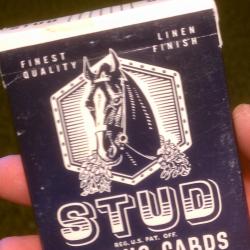 FINEST
QUALITY
LINEN
FINISH
STUD
REG. U.S. PAT. OFF.
CARDS